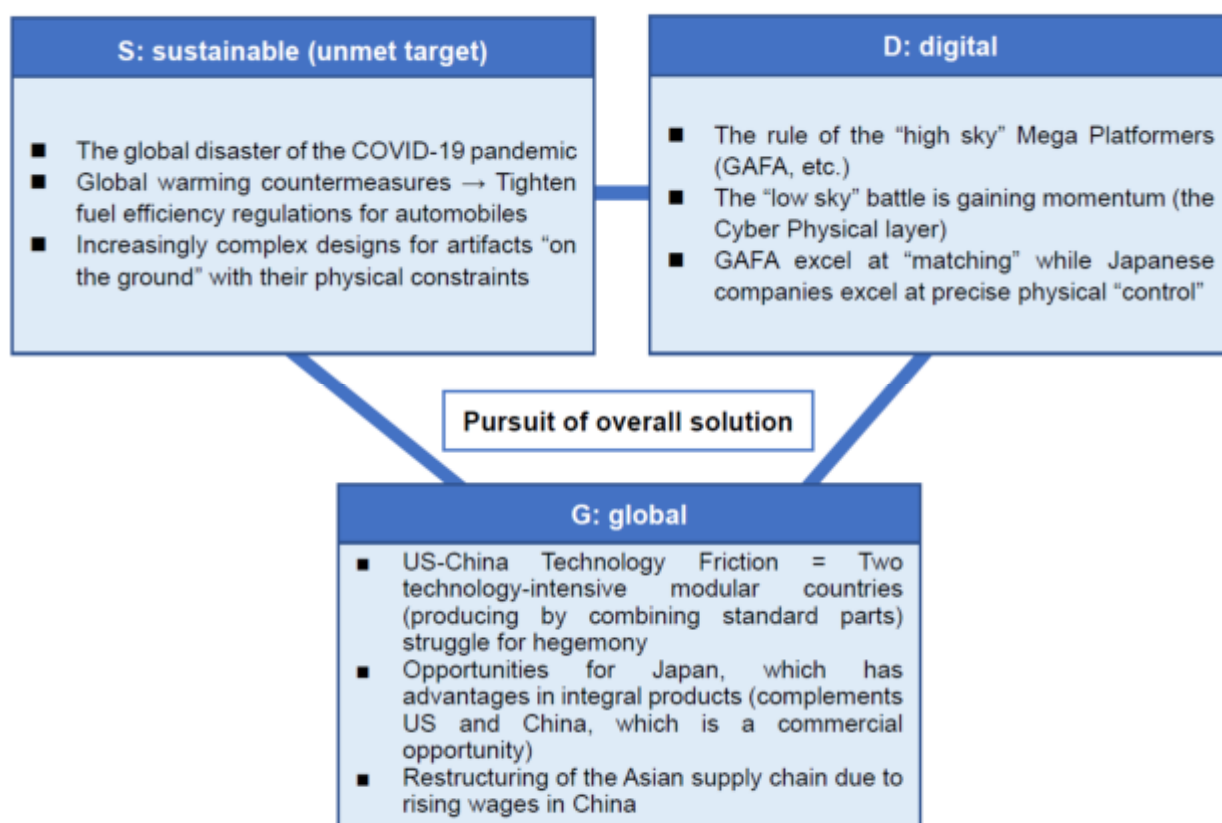 S: sustainable (unmet target)
■ The global disaster of the COVID-19 pandemic
■ Global warming countermeasures → Tighten
fuel efficiency regulations for automobiles
■ Increasingly complex designs for artifacts “on
the ground” with their physical constraints
D: digital
■ The rule of the “high sky” Mega Platformers
(GAFA, etc.)
■ The “low sky” battle is gaining momentum (the
Cyber Physical layer)
■ GAFA excel at “matching” while Japanese
companies excel at precise physical “control”
Pursuit of overall solution
G: global
■ US-China Technology Friction = Two
technology-intensive modular countries
(producing by combining standard parts)
struggle for hegemony
■ Opportunities for Japan, which has
advantages in integral products (complements
US and China, which is a commercial
opportunity)
■ Restructuring of the Asian supply chain due to
rising wages in China